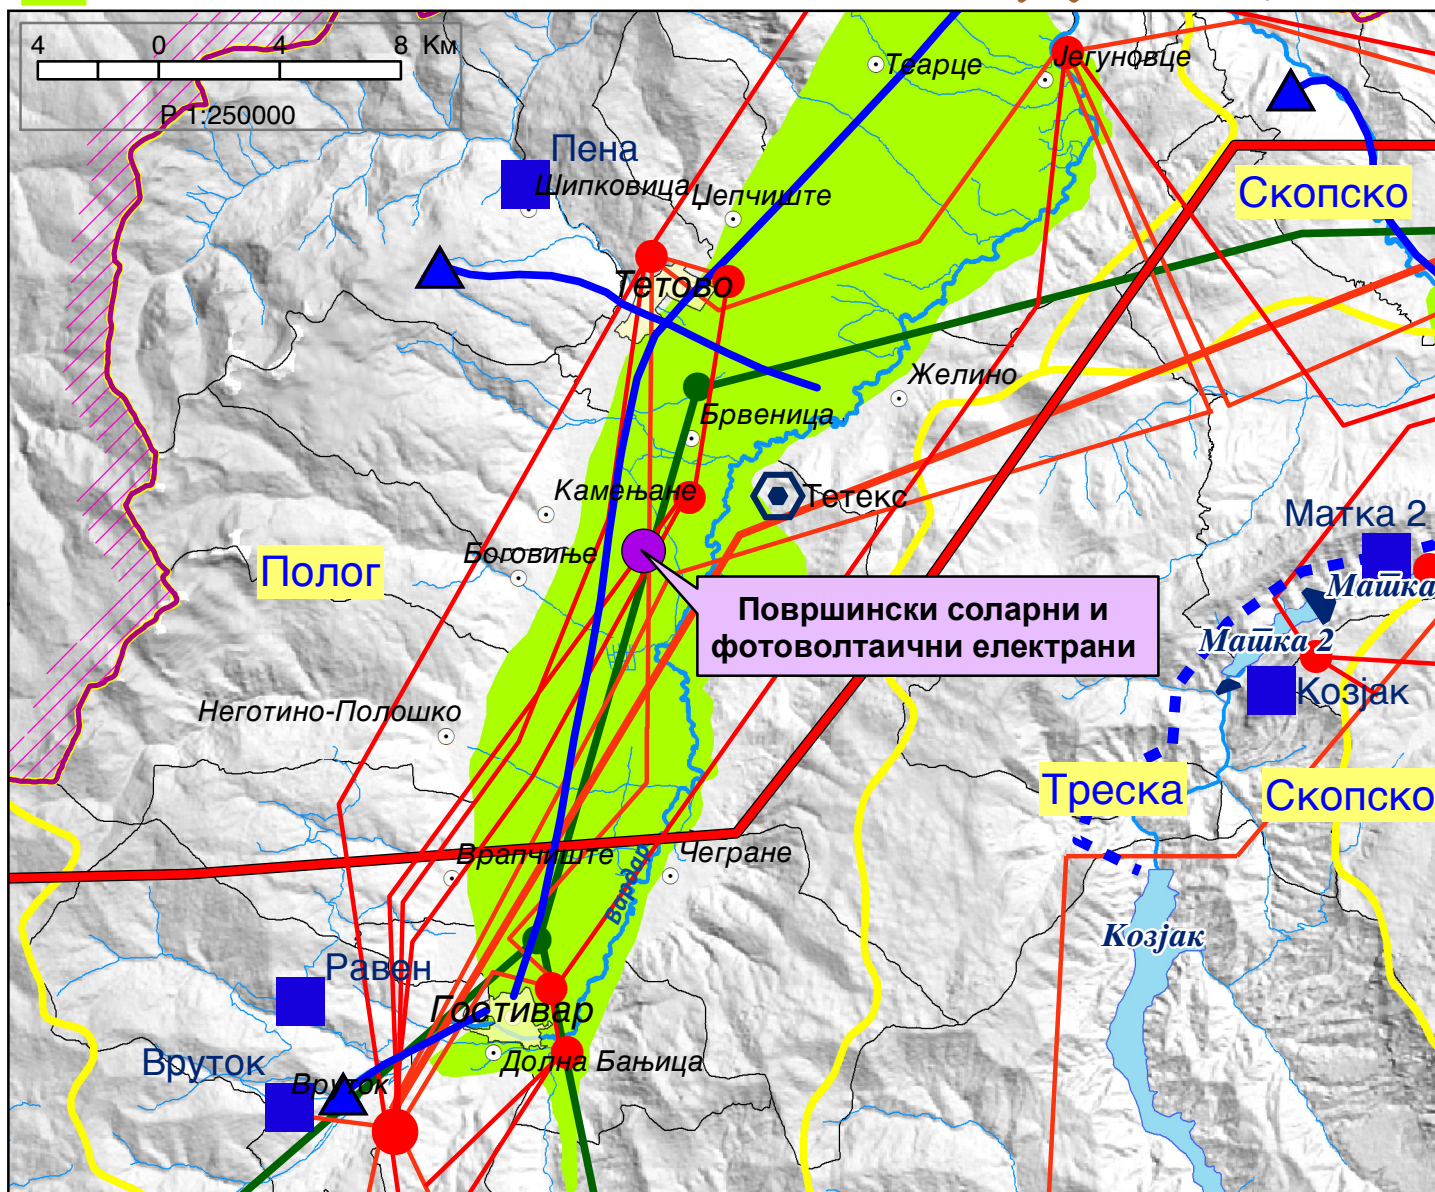 4 0 4 8 Км
Р 1:250000
Теарце
Јегуновце
Пена
Шипковица
Џепчиште
Скопско
Тетово
Желино
Брвеница
Камењане
Тетекс
Матка 2
Боговиње
Полог
Матка
Површински соларни и
фотоволтаични електрани
Матка 2
Козјак
Неготино-Полошко
Треска
Скопско
Врапчиште
Чегране
Вардар
Козјак
Равен
Гостивар
Вруток
Долна Бањица
Вруток